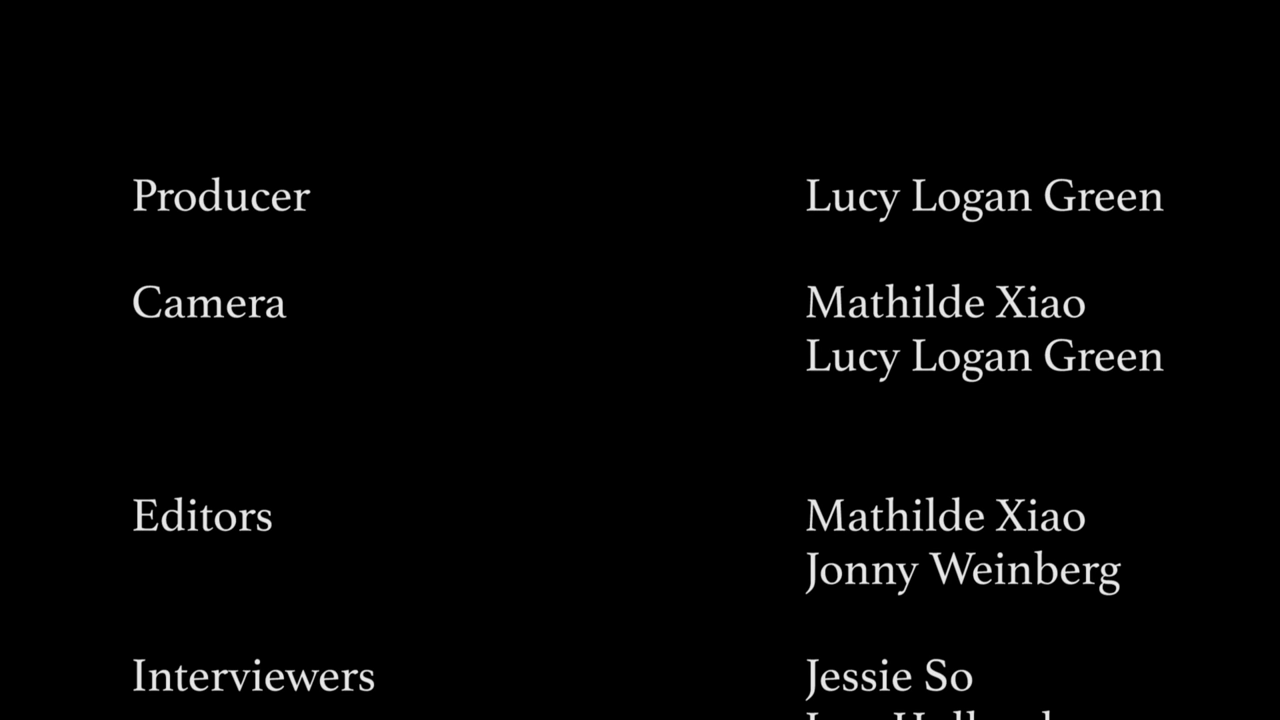 Producer Lucy Logan Green
Camera Mathilde Xiao
Lucy Logan Green
Editors Mathilde Xiao
Jonny Weinberg
Interviewers Jessie So